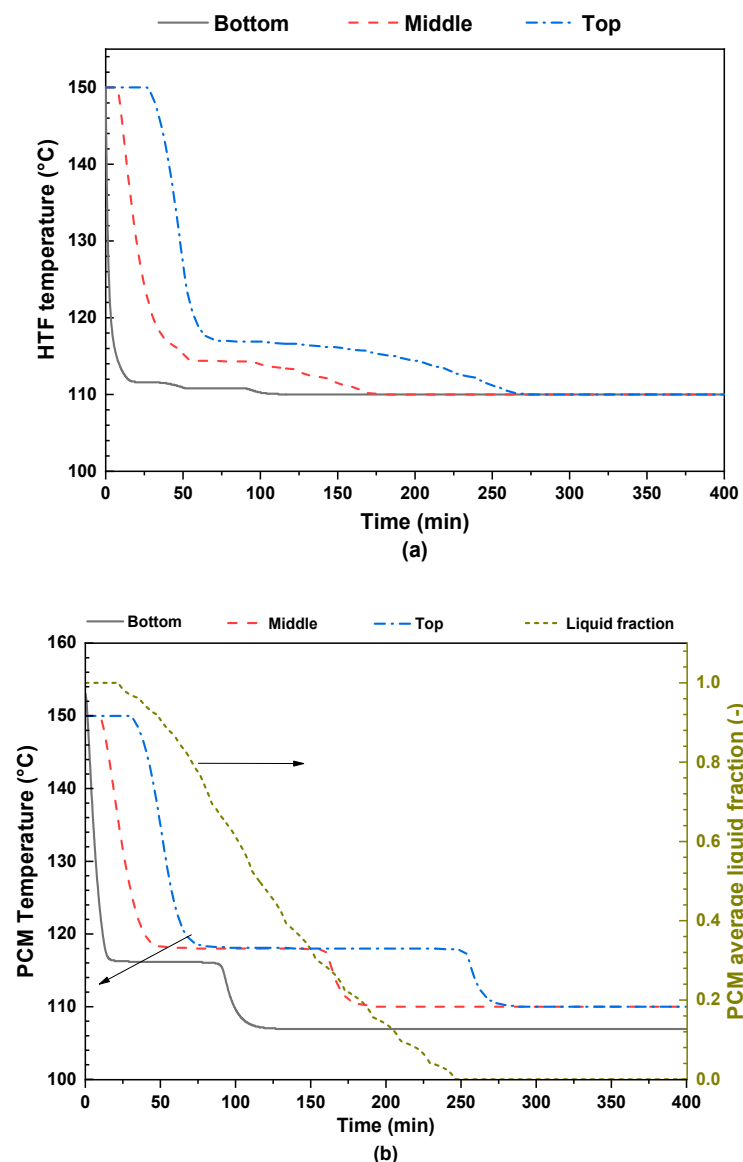 Bottom Middle Top
150
140
130
120
110
100
0 50 100 150 200 250 300 350 400
HTF temperature (°C)
Time (min)
(a)
Bottom Middle Top Liquid fraction
160
150
140
130
120
110
100
PCM Temperature (°C)
1.0
0.8
0.6
0.4
0.2
0.0
PCM average liquid fraction (-)
0 50 100 150 200 250 300 350 400
Time (min)
(b)